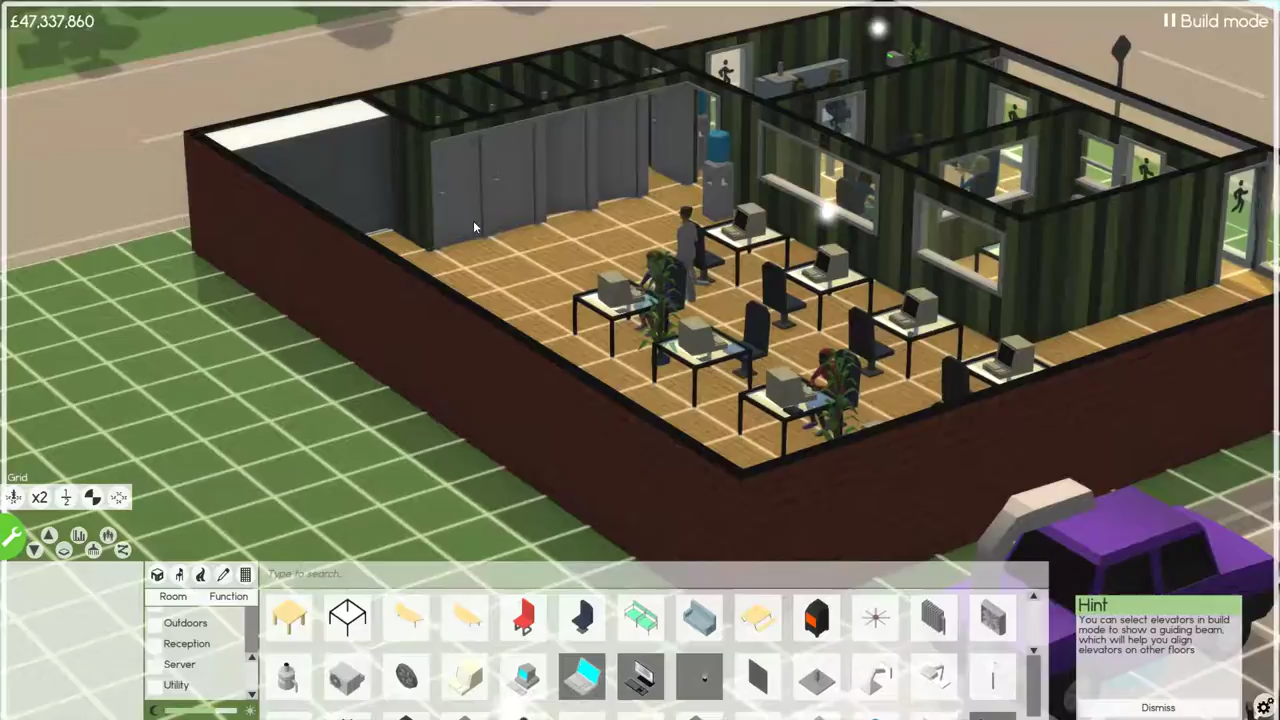 £47,337,860
Build mode
Grid
x2
1/2
Type to search..
Room
Function
Outdoors
Reception
Server
Utility
Hint
You can select elevators in build
mode to show a guiding beam,
which will help you align
elevators on other floors
Dismiss